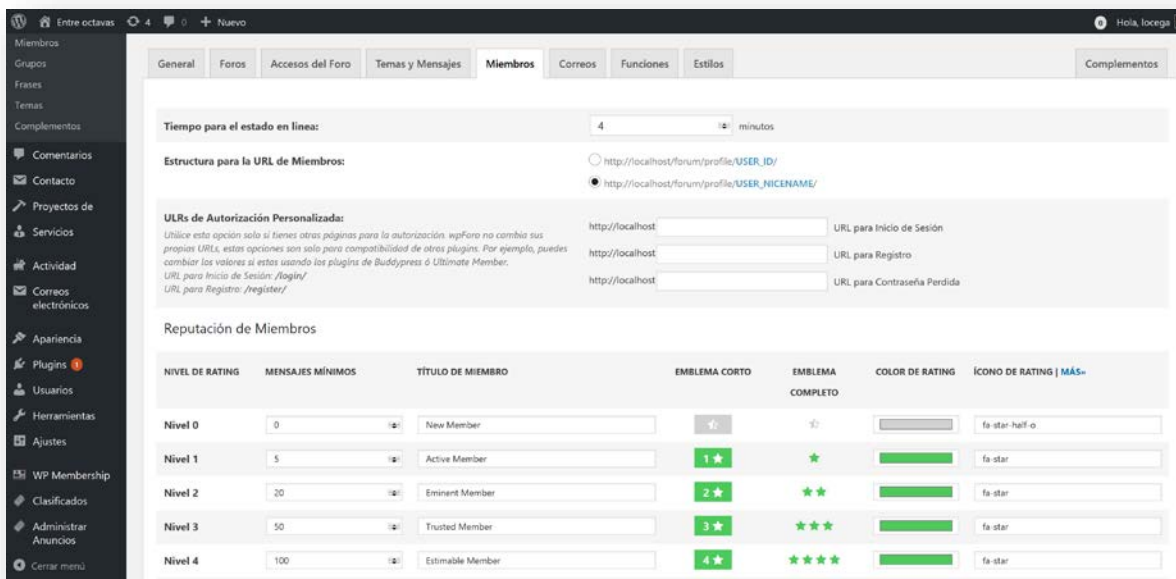 Entre octavas 4 0 + Nuevo
0 Hola, locega
Miembros
Grupos
Frases
Temas
Complementos
Comentarios
Contacto
Proyectos de
Servicios
Actividad
Correos
electrónicos
Apariencia
Plugins 1
Usuarios
Herramientas
Ajustes
WP Membership
Clasificados
Administrar
Anuncios
Cerrar menú
General Foros Accesos del Foro Temas y Mensajes Miembros Correos Funciones Estilos Complementos
Tiempo para el estado en linea: 4 minutos
Estructura para la URL de Miembros: http://localhost/forum/profile/USER_ID/
http://localhost/forum/profile/USER_NICENAME/
ULRs de Autorización Personalizada:
Utilice esta opción solo si tienes otras páginas para la autorización. wpForo no cambia sus
propias URLs, estas opciones son solo para compatibilidad de otros plugins. Por ejemplo, puedes
cambiar los valores si estas usando los plugins de Buddypress ó Ultimate Member.
URL para Inicio de Sesión: /login/
URL para Registro: /register/
http://localhost URL para Inicio de Sesión
http://localhost URL para Registro
http://localhost URL para Contraseña Perdida
Reputación de Miembros
NIVEL DE RATING MENSAJES MÍNIMOS TÍTULO DE MIEMBRO EMBLEMA CORTO EMBLEMA COLOR DE RATING ÍCONO DE RATING | MÁS»
COMPLETO
Nivel 0 0 New Member fa-star-half-o
Nivel 1 5 Active Member 1 fa-star
Nivel 2 20 Eminent Member 2 fa-star
Nivel 3 50 Trusted Member 3 fa-star
Nivel 4 100 Estimable Member 4 fa-star